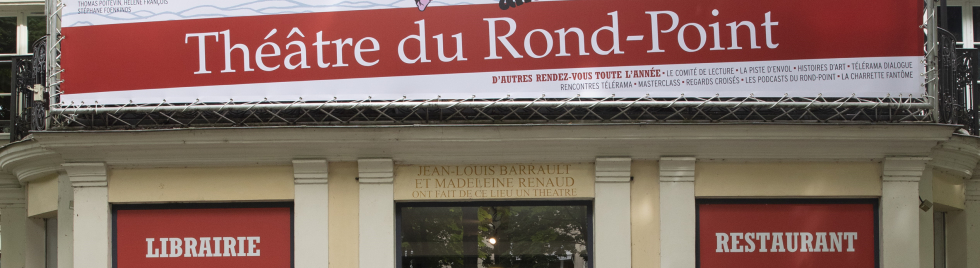 THOMAS POITEVIN, HÉLÈNE FRANÇOIS
STÉPHANE FOENKINOS
Théâtre du Rond-Point
D'AUTRES RENDEZ-VOUS TOUTE L'ANNÉE • LE COMITÉ DE LECTURE • LA PISTE D'ENVOL • HISTOIRES D'ART • TÉLÉRAMA DIALOGUE
RENCONTRES TÉLÉRAMA • MASTERCLASS • REGARDS CROISÉS • LES PODCASTS DU ROND-POINT • LA CHARRETTE FANTÔME
JEAN-LOUIS BARRAULT
ET MADELEINE RENAUD
ONT FAIT DE CE LIEU UN THEATRE
LIBRAIRIE
RESTAURANT